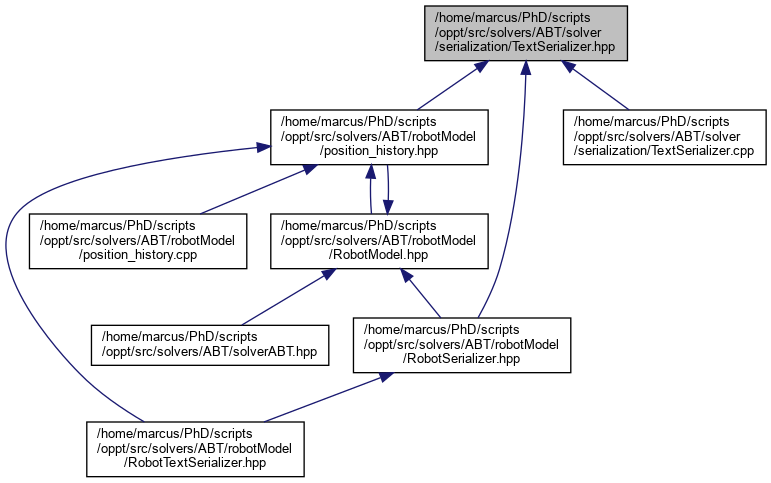 /home/marcus/PhD/scripts
/oppt/src/solvers/ABT/solver
/serialization/TextSerializer.hpp
/home/marcus/PhD/scripts
/oppt/src/solvers/ABT/robotModel
/position_history.hpp
/home/marcus/PhD/scripts
/oppt/src/solvers/ABT/solver
/serialization/TextSerializer.cpp
/home/marcus/PhD/scripts
/oppt/src/solvers/ABT/robotModel
/position_history.cpp
/home/marcus/PhD/scripts
/oppt/src/solvers/ABT/robotModel
/RobotModel.hpp
/home/marcus/PhD/scripts
/oppt/src/solvers/ABT/solverABT.hpp
/home/marcus/PhD/scripts
/oppt/src/solvers/ABT/robotModel
/RobotSerializer.hpp
/home/marcus/PhD/scripts
/oppt/src/solvers/ABT/robotModel
/RobotTextSerializer.hpp